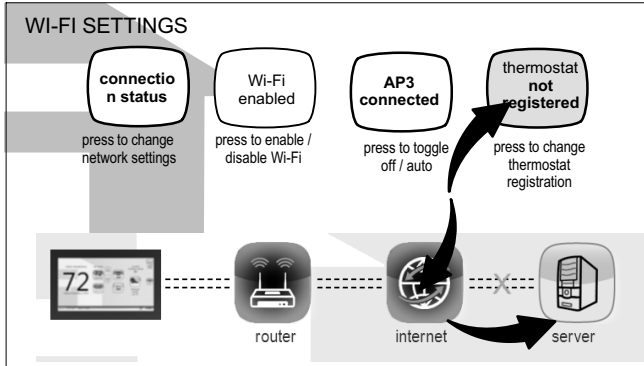 WI-FI SETTINGS
connectio
n status
Wi-Fi
enabled
AP3
connected
thermostat
not
registered
press to change
network settings
press to enable /
disable Wi-Fi
press to toggle
off / auto
press to change
thermostat
registration
72
router
internet
X
server